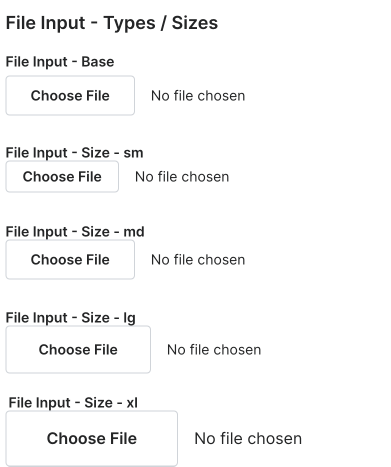 File Input - Types / Sizes
File Input - Base
Choose File No file chosen
File Input - Size - sm
Choose File No file chosen
File Input - Size - md
Choose File No file chosen
File Input - Size - lg
Choose File No file chosen
File Input - Size - xl
Choose File No file chosen